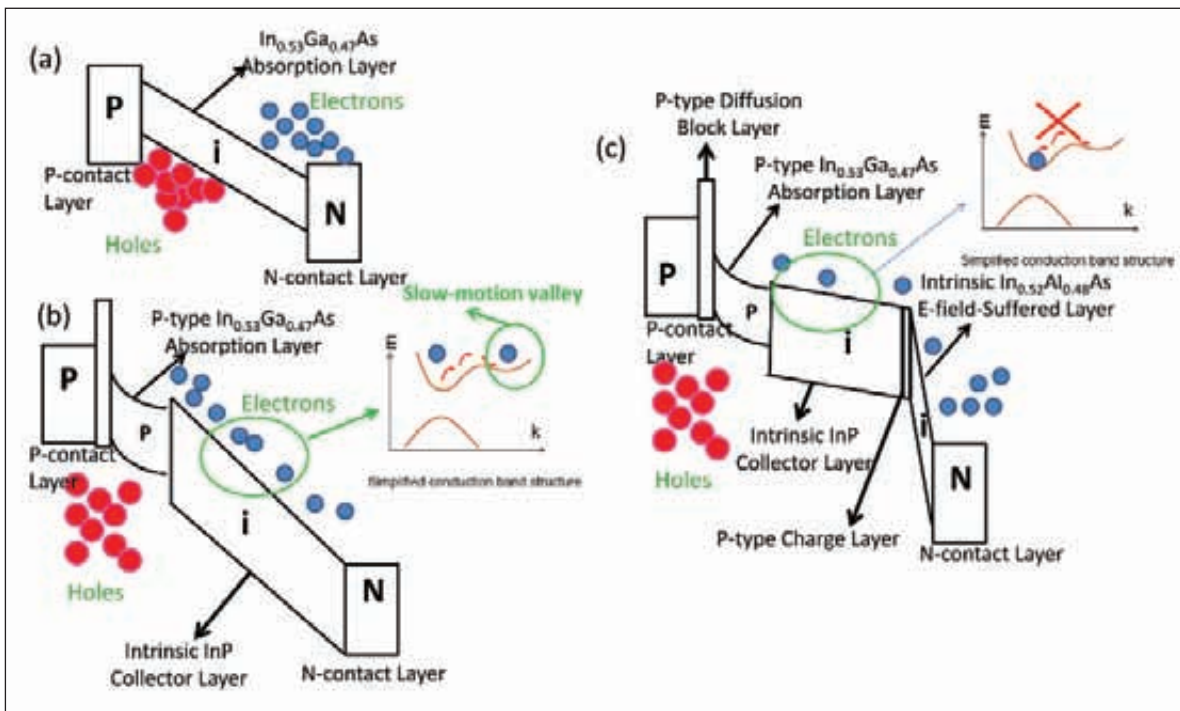 (a)
In0.53Ga0.47As
Absorption Layer
Electrons
P
i
N
P-contact
Layer
Holes
N-contact Layer
(b)
P-type In0.53Ga0.47As
Absorption Layer
Slow-motion valley
E
k
Simplified conduction band structure
P
P
Electrons
P-contact
Layer
i
N
Holes
Intrinsic InP
Collector Layer
N-contact Layer
(c)
P-type Diffusion
Block Layer
P-type In0.53Ga0.47As
Absorption Layer
E
k
Simplified conduction band structure
Electrons
P
P
Intrinsic In0.52Al0.48As
E-field-Suffered Layer
P-contact
Layer
i
i
Holes
Intrinsic InP
Collector Layer
N
P-type Charge Layer
N-contact Layer